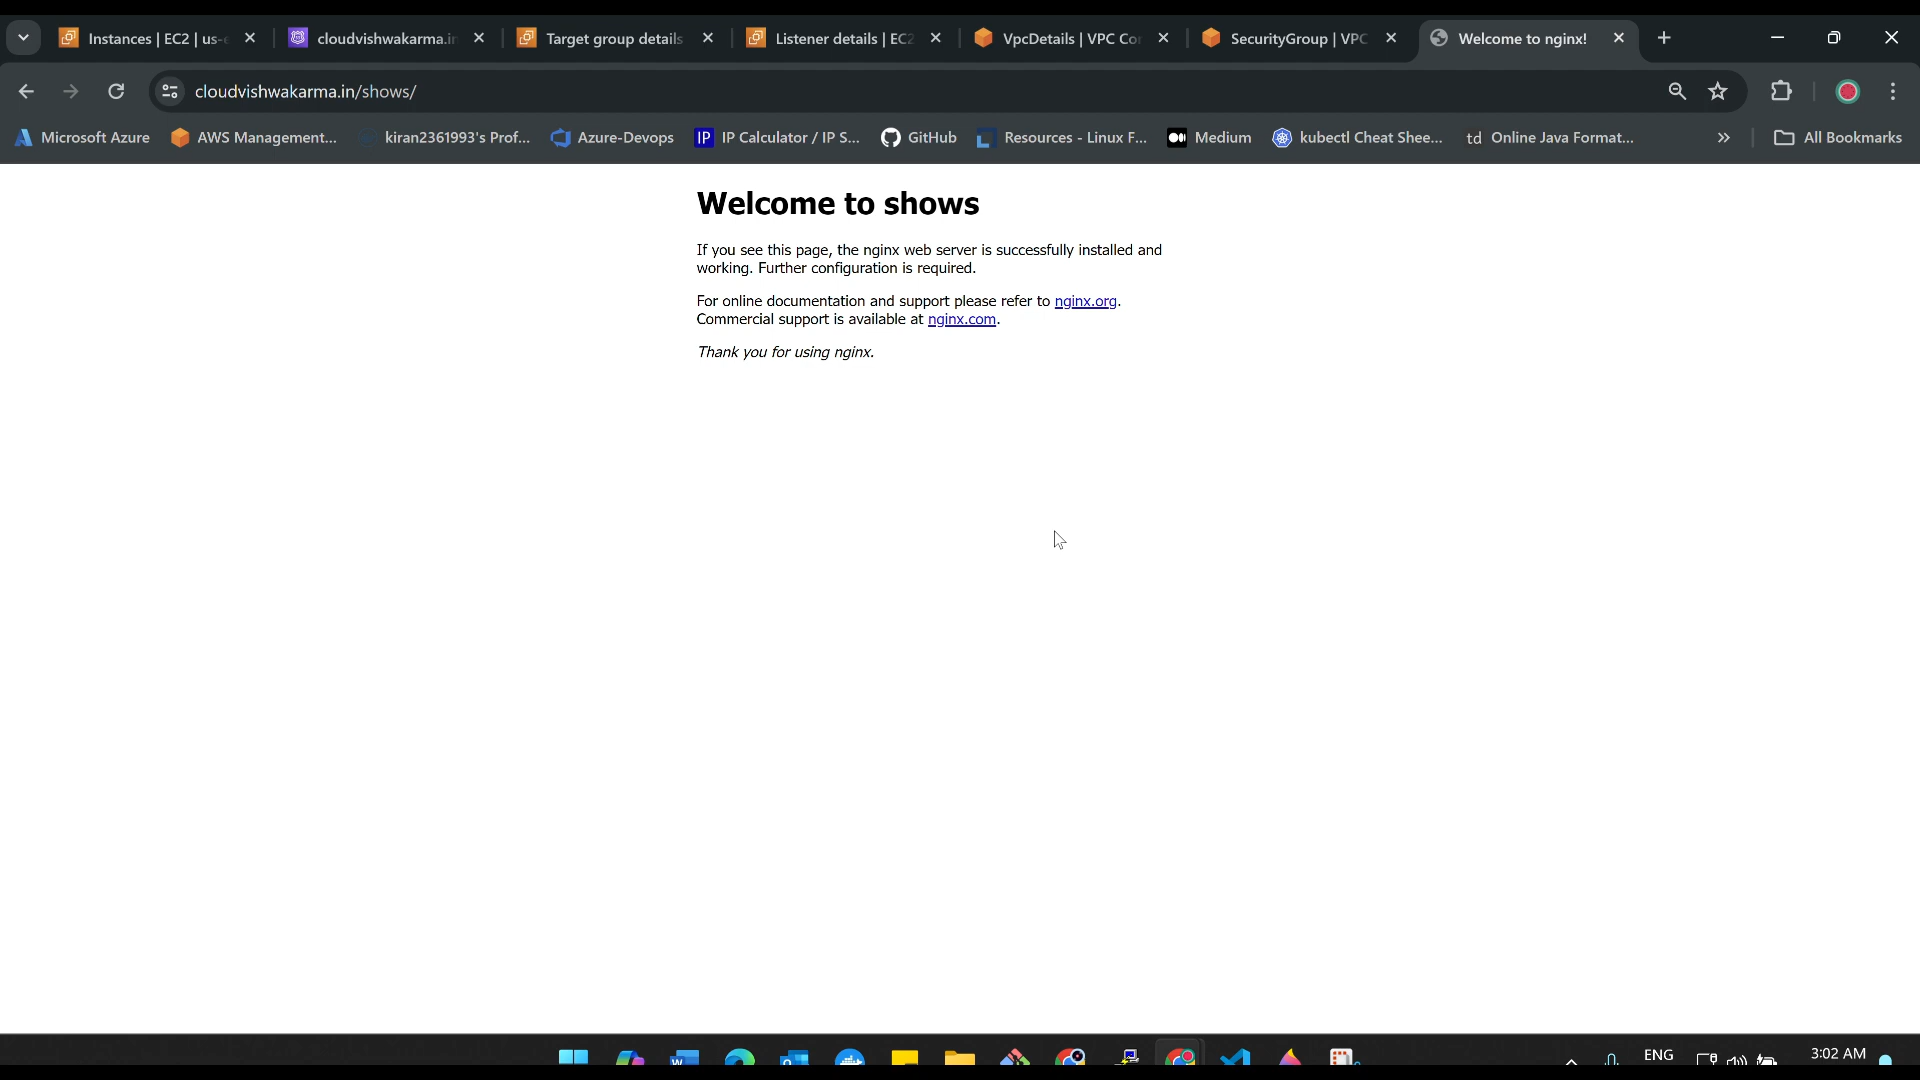 Instances | EC2 | us-e
cloudvishwakarma.in
Target group details
Listener details | EC2
VpcDetails | VPC Con
SecurityGroup | VPC
Welcome to nginx!
cloudvishwakarma.in/shows/
Microsoft Azure
AWS Management...
kiran2361993's Prof...
Azure-Devops
IP
IP Calculator / IP S...
GitHub
Resources - Linux F...
Medium
kubectl Cheat Shee...
td
Online Java Format...
All Bookmarks
Welcome to shows
If you see this page, the nginx web server is successfully installed and
working. Further configuration is required.
For online documentation and support please refer to nginx.org.
Commercial support is available at nginx.com.
Thank you for using nginx.
ENG
3:02 AM